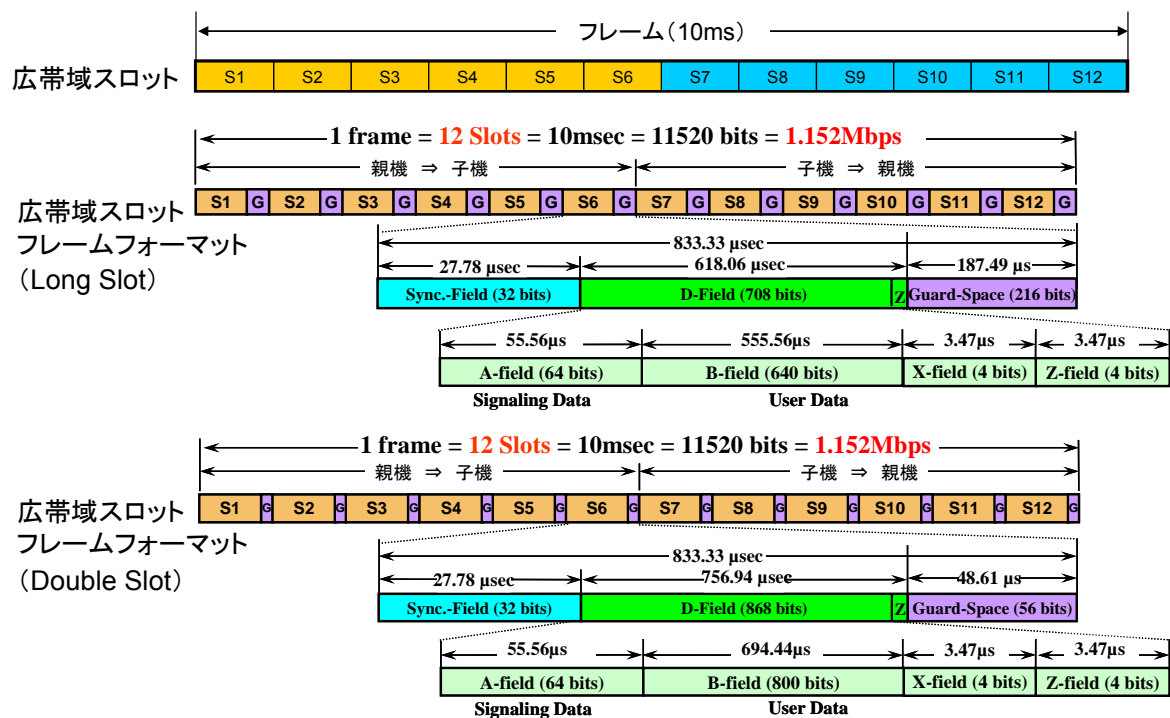 フレーム(10ms)
広帯域スロット
S1 S2 S3 S4 S5 S6 S7 S8 S9 S10 S11 S12
1 frame = 12 Slots = 10msec = 11520 bits = 1.152Mbps
親機 ⇒ 子機 子機 ⇒ 親機
S1 G S2 G S3 G S4 G S5 G S6 G S7 G S8 G S9 G S10 G S11 G S12 G
広帯域スロット
フレームフォーマット
(Long Slot)
833.33 μsec
27.78 μsec 618.06 μsec 187.49 μs
Sync.-Field (32 bits) D-Field (708 bits) Z Guard-Space (216 bits)
55.56μs 555.56μs 3.47μs 3.47μs
A-field (64 bits) B-field (640 bits) X-field (4 bits) Z-field (4 bits)
Signaling Data User Data
1 frame = 12 Slots = 10msec = 11520 bits = 1.152Mbps
親機 ⇒ 子機 子機 ⇒ 親機
S1 G S2 G S3 G S4 G S5 G S6 G S7 G S8 G S9 G S10 G S11 G S12 G
広帯域スロット
フレームフォーマット
(Double Slot)
833.33 μsec
27.78 μsec 756.94 μsec 48.61 μs
Sync.-Field (32 bits) D-Field (868 bits) Z Guard-Space (56 bits)
55.56μs 694.44μs 3.47μs 3.47μs
A-field (64 bits) B-field (800 bits) X-field (4 bits) Z-field (4 bits)
Signaling Data User Data